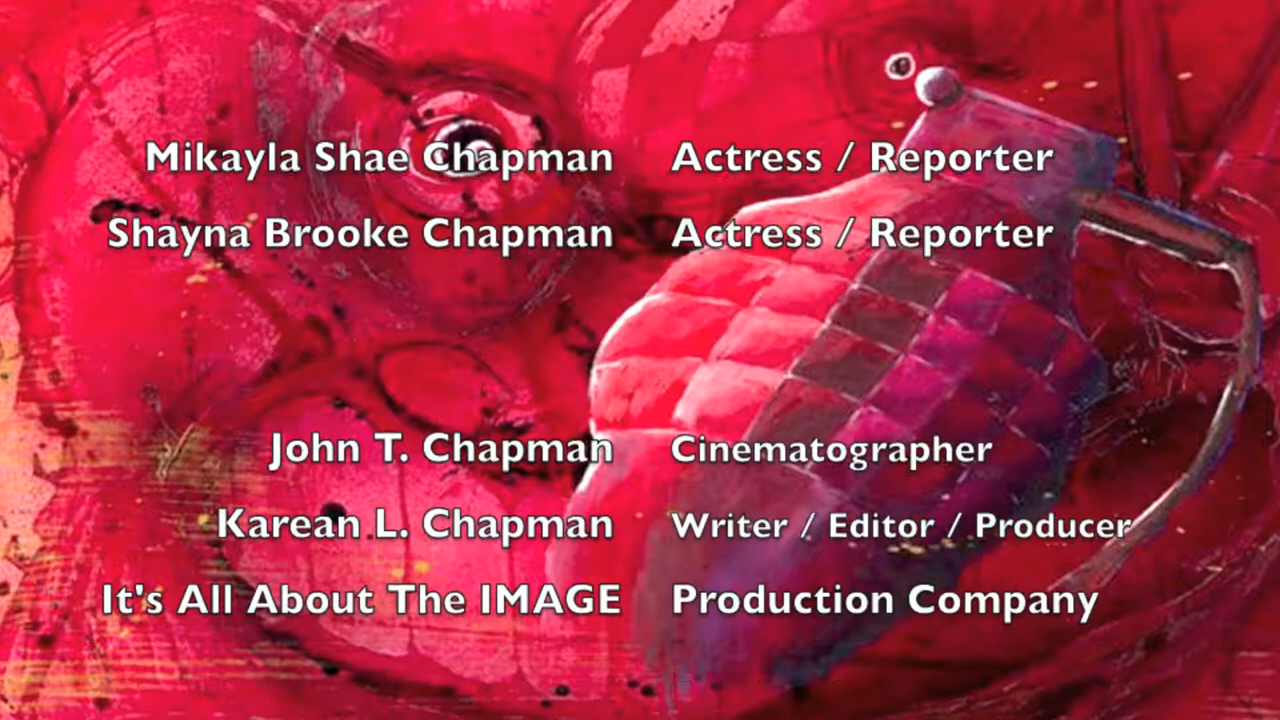 Mikayla Shae Chapman Actress / Reporter
Shayna Brooke Chapman Actress / Reporter
John T. Chapman Cinematographer
Karean L. Chapman Writer / Editor / Producer
It's All About The IMAGE Production Company